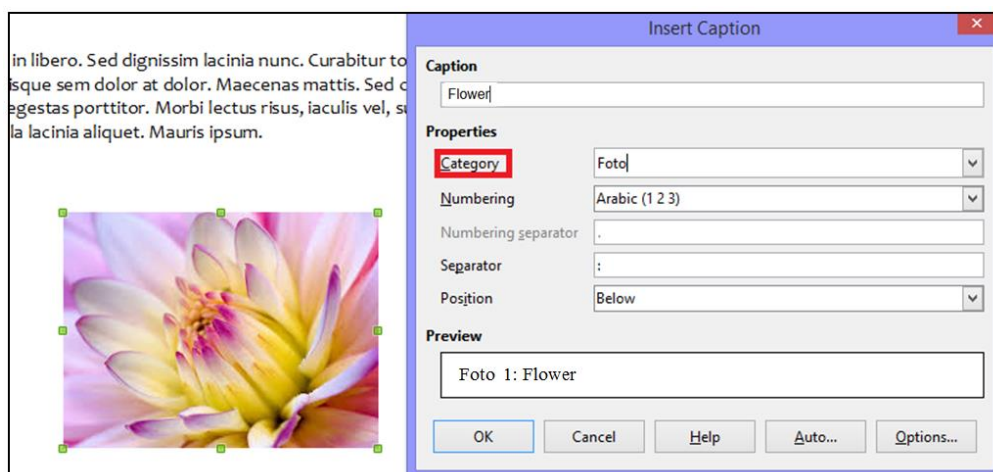 in libero. Sed dignissim lacinia nunc. Curabitur to
isque sem dolor at dolor. Maecenas mattis. Sed
egestas porttitor. Morbi lectus risus, iaculis vel,
la lacinia aliquet. Mauris ipsum.
Insert Caption
Caption
Flower
Properties
Category Foto
Numbering Arabic (1 2 3)
Numbering separator .
Separator :
Position Below
Preview
Foto 1: Flower
OK Cancel Help Auto... Options...